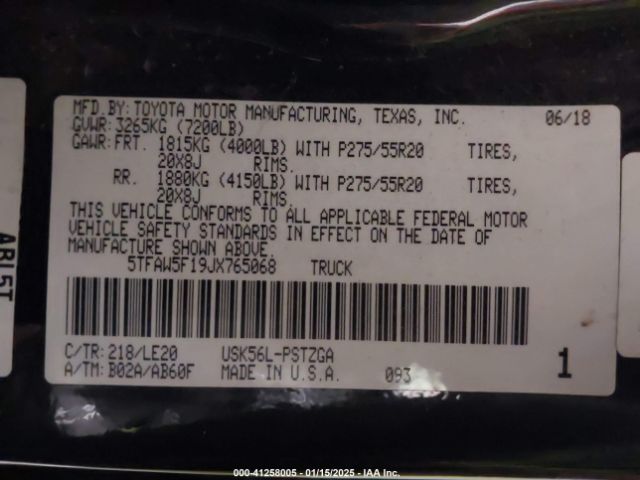 MFD.BY: TOYOTA MOTOR MANUFACTURING, TEXAS, INC. 06/18
GVWR: 3265KG (7200LB)
GAWR: FRT. 1815KG (4000LB) WITH P275/55R20 TIRES,
20X8J RIMS.
RR. 1880KG (4150LB) WITH P275/55R20 TIRES,
20X8J RIMS.
THIS VEHICLE CONFORMS TO ALL APPLICABLE FEDERAL MOTOR
VEHICLE SAFETY STANDARDS IN EFFECT ON THE DATE OF
MANUFACTURE SHOWN ABOVE.
5TFAW5F19JX765068 TRUCK
C/TR: 218/LE20 USK56L-PSTZGA
A/TM: B02A/AB60F MADE IN U.S.A. 093
1
000-41258005 - 01/15/2025 - IAA Inc.